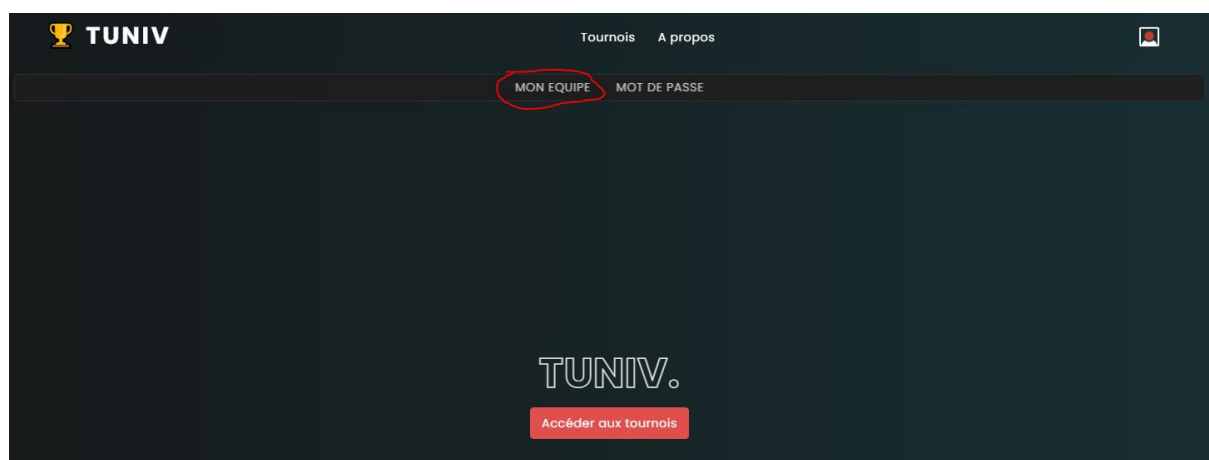 TUNIV Tournois A propos
MON EQUIPE MOT DE PASSE
TUNIV.
Accéder aux tournois